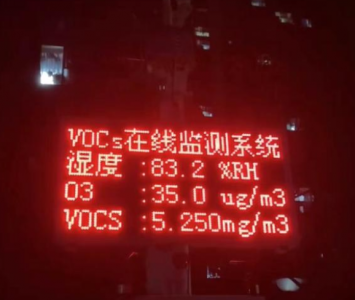 VOCs在线监测系统
湿度 :83.2 %RH
O3 :35.0 ug/m3
VOCS :5.250mg/m3